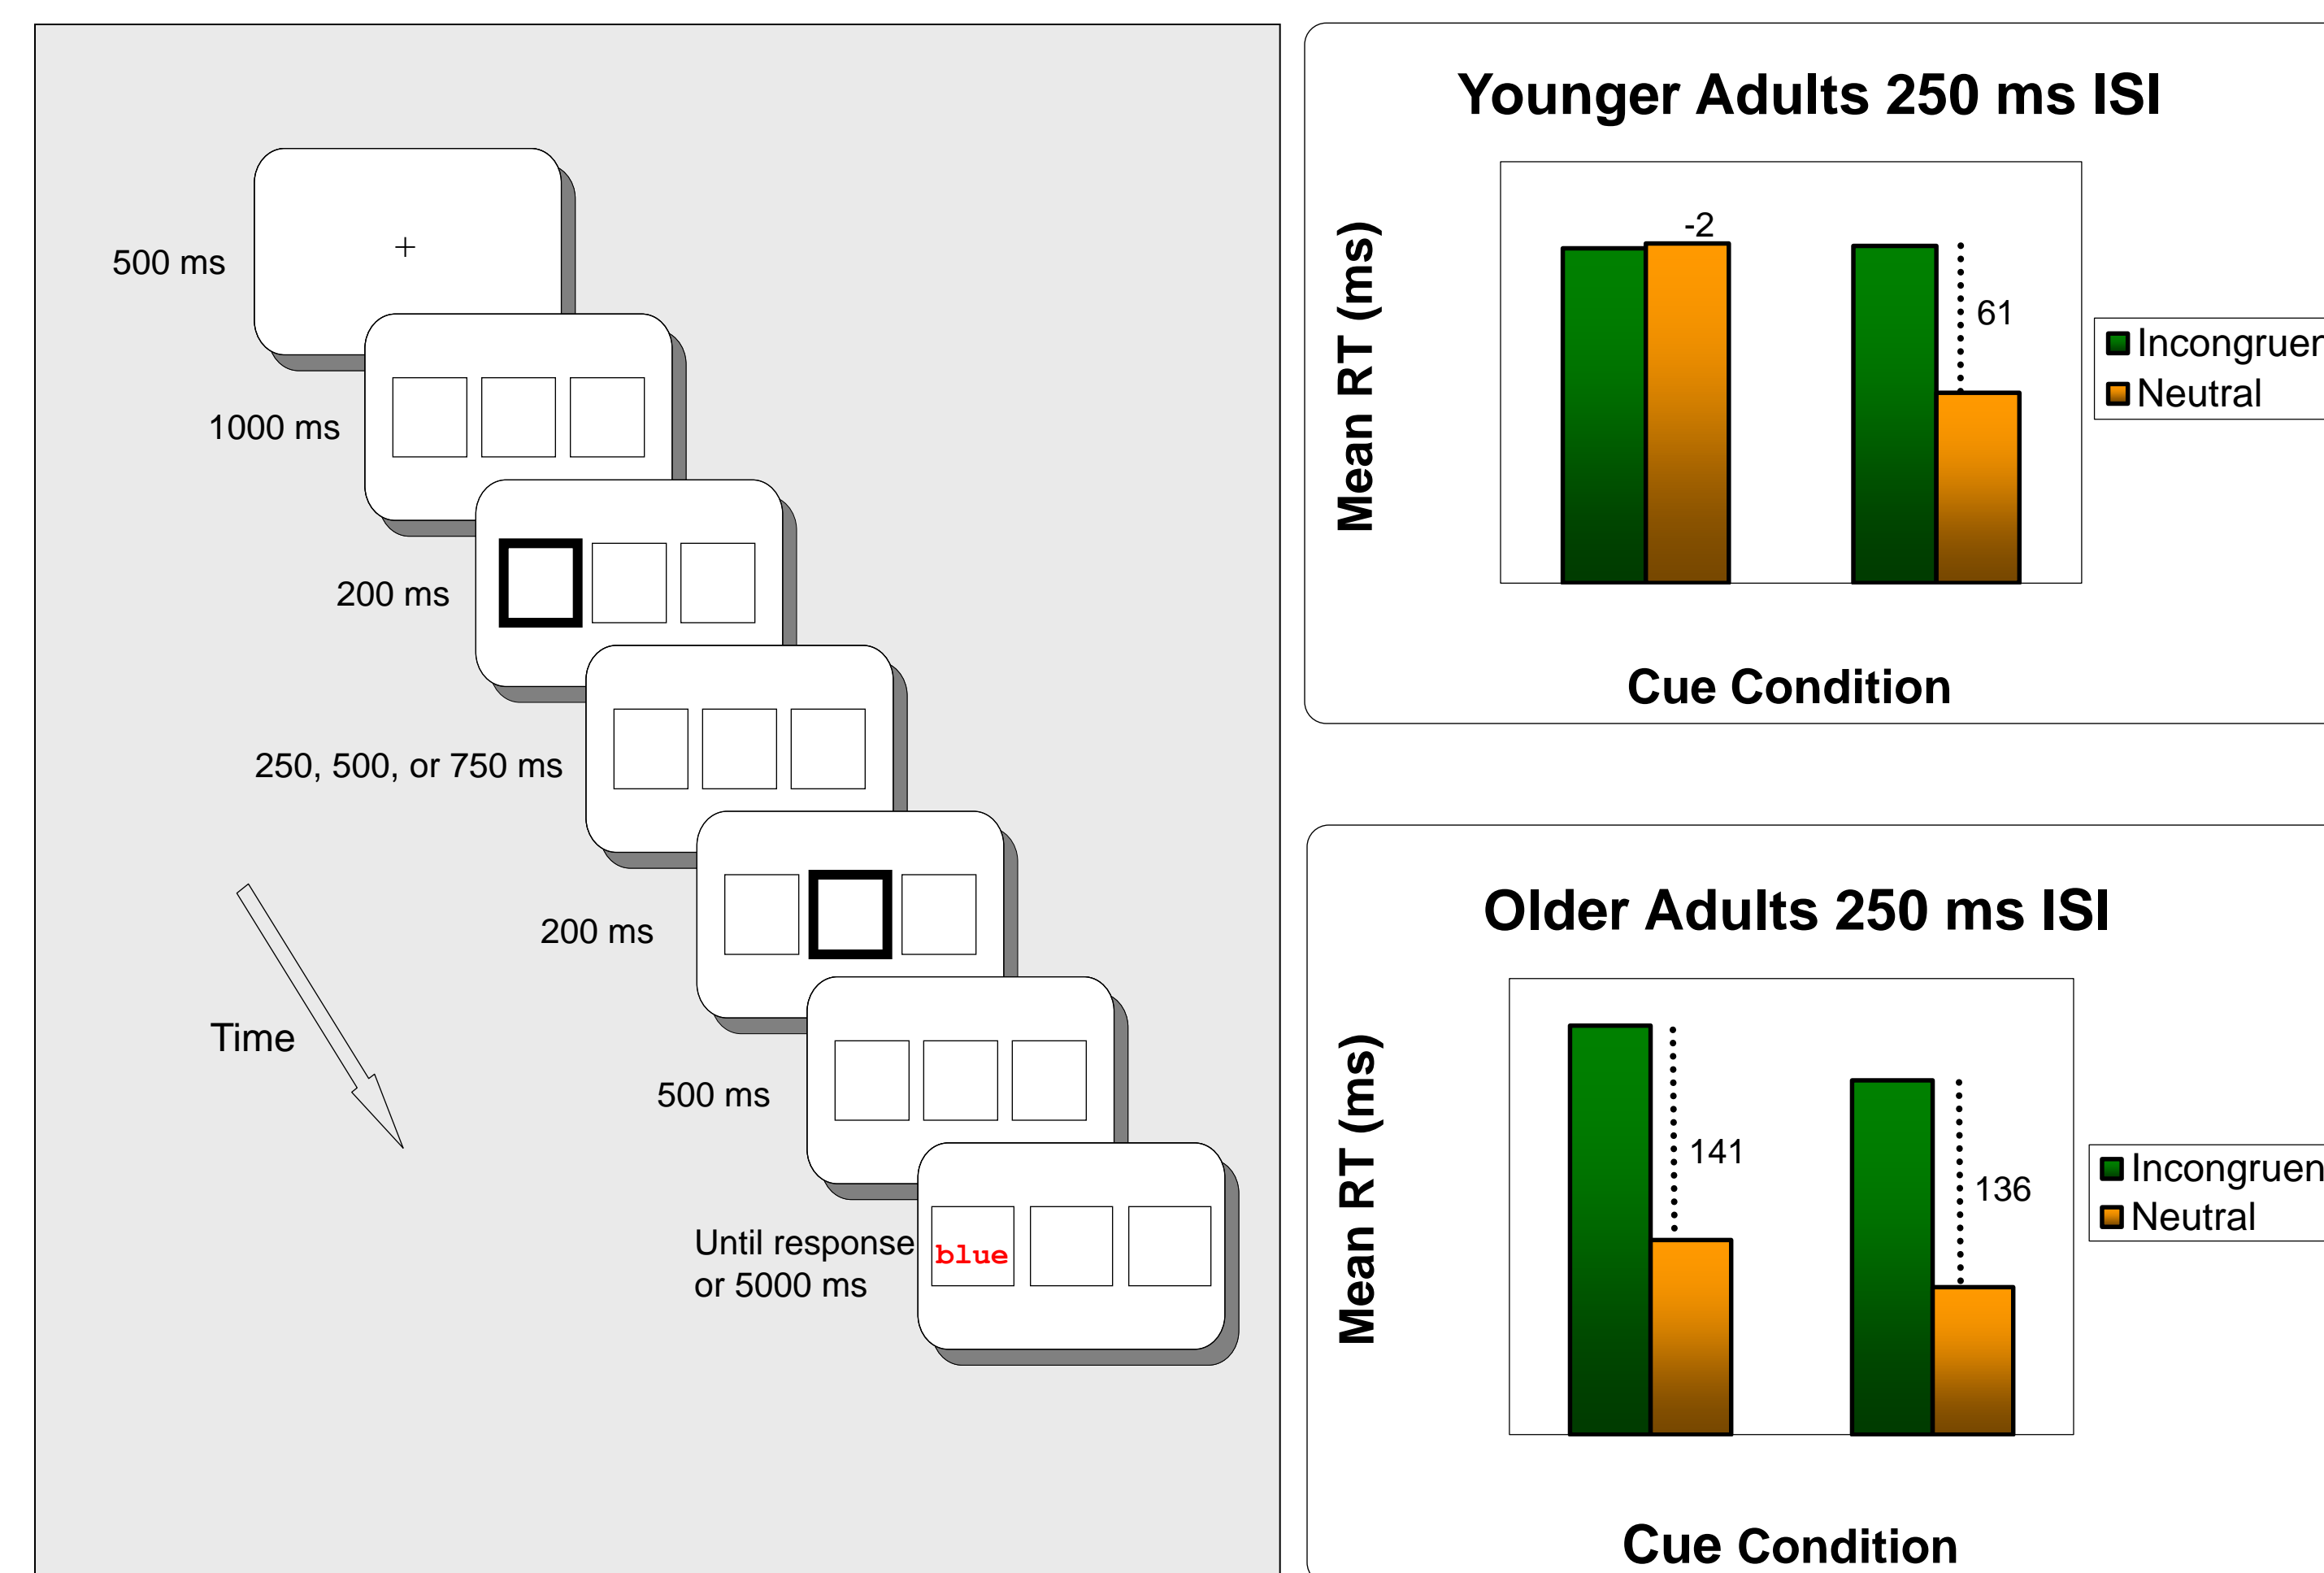 500 ms
+
1000 ms
200 ms
250, 500, or 750 ms
200 ms
Time
500 ms
Until response
or 5000 ms
blue
Younger Adults 250 ms ISI
Mean RT (ms)
-2
61
Incongruen
Neutral
Cue Condition
Older Adults 250 ms ISI
Mean RT (ms)
141
136
Incongruen
Neutral
Cue Condition